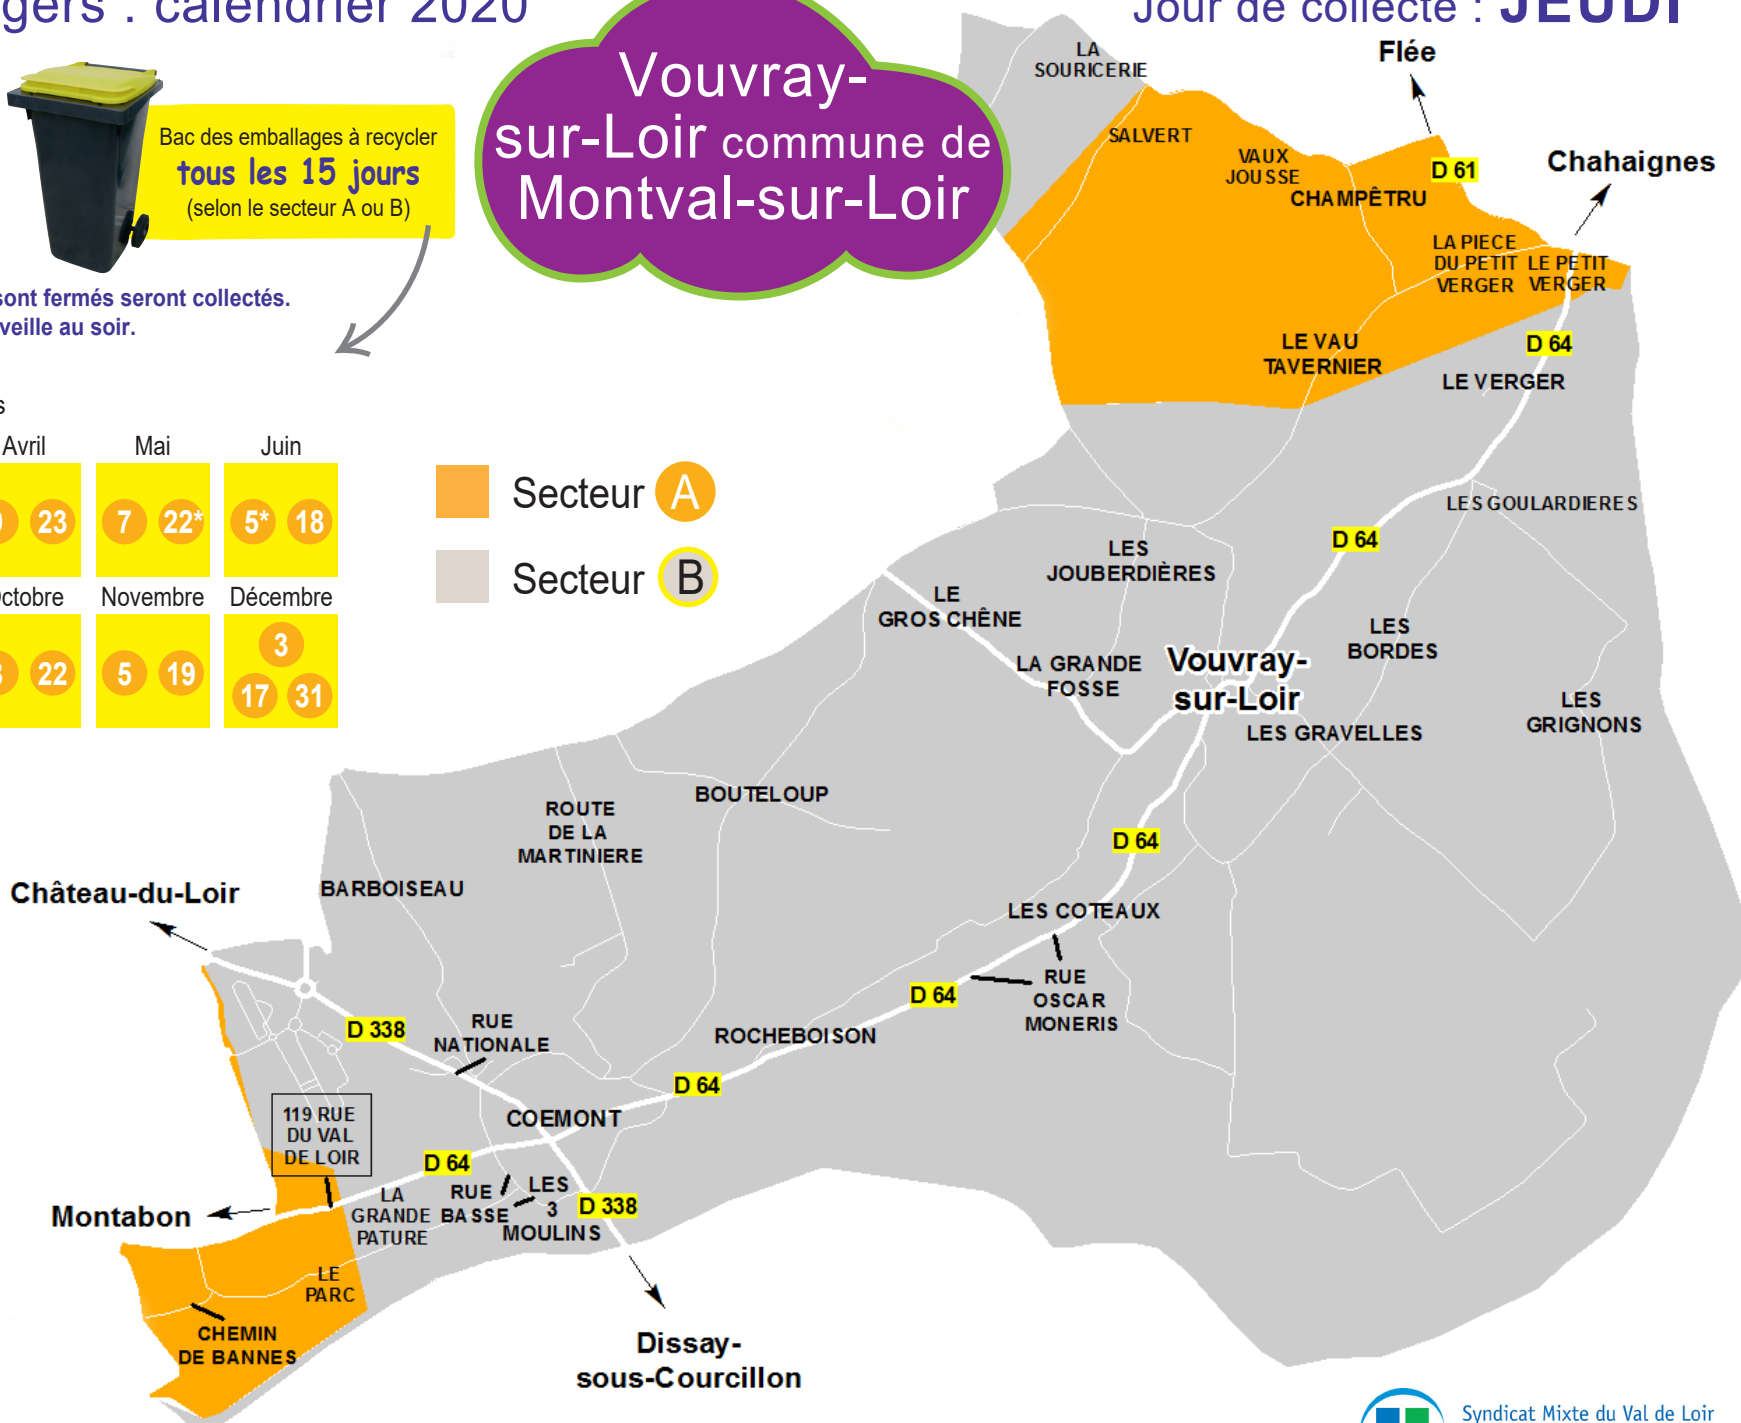 calendrier 2020
Jour de collecte : JEUDI
Bac des emballages à recycler
tous les 15 jours
(selon le secteur A ou B)
Vouvray-
sur-Loir commune de
Montval-sur-Loir
sont fermés seront collectés.
veille au soir.
Avril
Mai
Juin
23
7
22*
5*
18
Novembre
Décembre
22
5
19
3
17
31
Secteur A
Secteur B
Flée
Chahaignes
LA
SOURICERIE
SALVERT
VAUX
JOUSSE
CHAMPÊTRU
D 61
LA PIECE
DU PETIT
VERGER
LE PETIT
VERGER
LE VAU
TAVERNIER
D 64
LE VERGER
LES GOULARDIERES
D 64
LES
JOUBERDIÈRES
LE
GROS CHÊNE
LES
BORDES
LA GRANDE
FOSSE
Vouvray-
sur-Loir
LES GRAVELLES
LES
GRIGNONS
BOUTELOUP
ROUTE
DE LA
MARTINIERE
D 64
Château-du-Loir
BARBOISEAU
LES COTEAUX
RUE
OSCAR
MONERIS
D 64
D 338
RUE
NATIONALE
ROCHEBOISON
D 64
119 RUE
DU VAL
DE LOIR
COEMONT
D 64
Montabon
LA
GRANDE
PATURE
RUE
BASSE
LES
3
MOULINS
D 338
LE
PARC
CHEMIN
DE BANNES
Dissay-
sous-Courcillon
Syndicat Mixte du Val de Loir